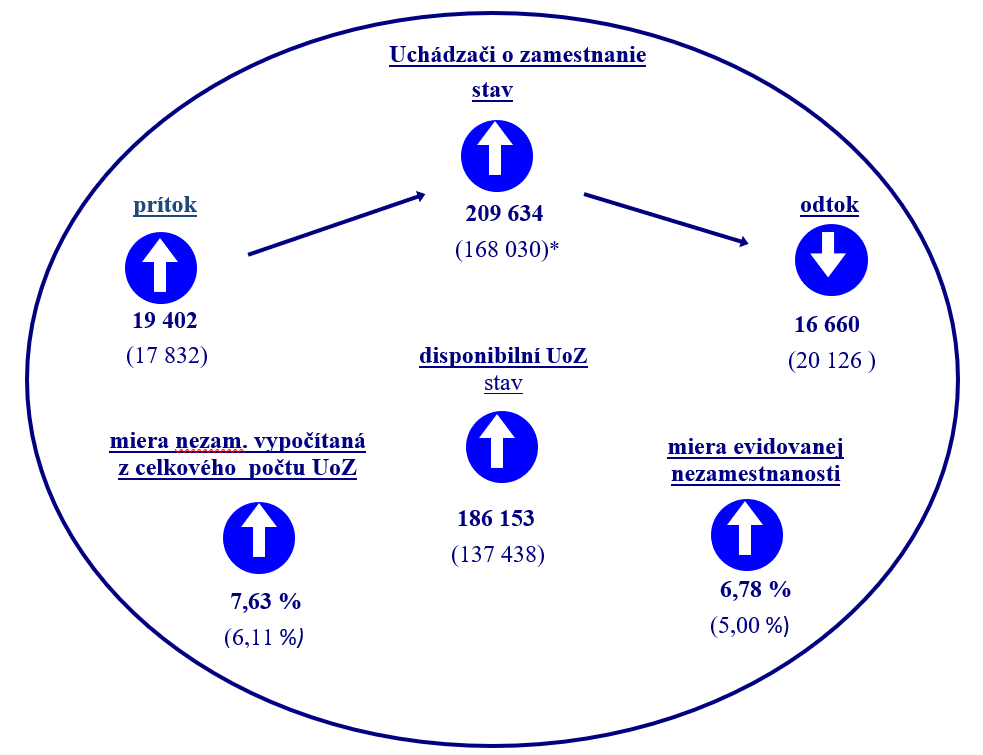 Uchádzači o zamestnanie
stav
209 634
(168 030)*
prítok
19 402
(17 832)
odtok
16 660
(20 126 )
disponibilní UoZ
stav
186 153
(137 438)
miera nezam. vypočítaná
z celkového počtu UoZ
7,63 %
(6,11 %)
miera evidovanej
nezamestnanosti
6,78 %
(5,00 %)